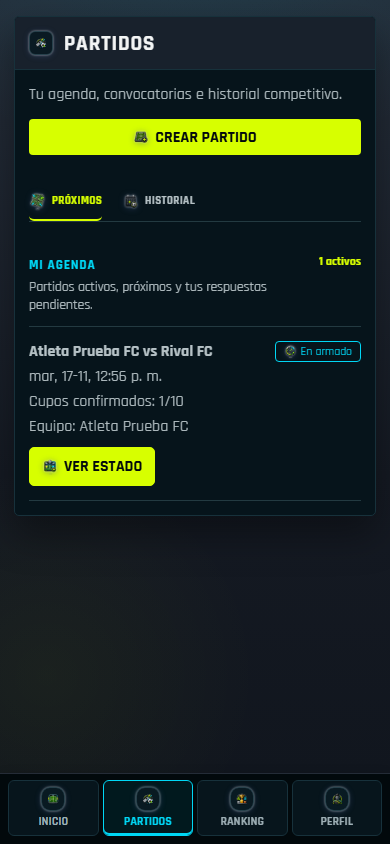 PARTIDOS
Tu agenda, convocatorias e historial competitivo.
CREAR PARTIDO
PRÓXIMOS
HISTORIAL
MI AGENDA
1 activos
Partidos activos, próximos y tus respuestas
pendientes.
Atleta Prueba FC vs Rival FC
En armado
mar, 17-11, 12:56 p. m.
Cupos confirmados: 1/10
Equipo: Atleta Prueba FC
VER ESTADO
INICIO
PARTIDOS
RANKING
PERFIL